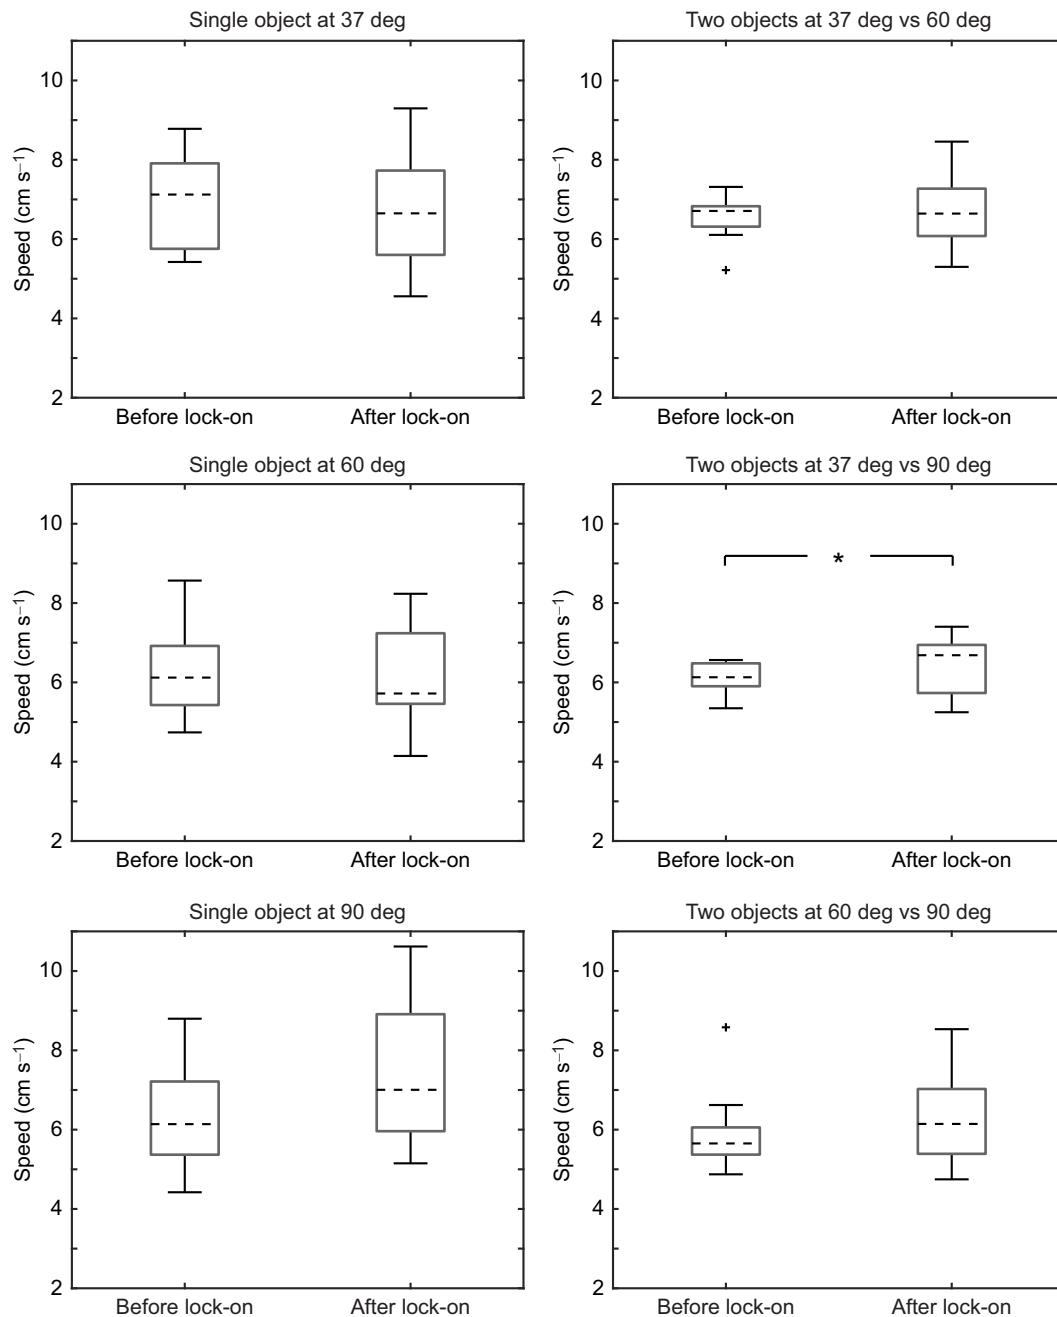 Single object at 37 deg
10
8
6
4
2
Speed (cm s⁻¹)
Before lock-on
After lock-on
Two objects at 37 deg vs 60 deg
10
8
6
4
2
Speed (cm s⁻¹)
+
Before lock-on
After lock-on
Single object at 60 deg
10
8
6
4
2
Speed (cm s⁻¹)
Before lock-on
After lock-on
Two objects at 37 deg vs 90 deg
10
8
6
4
2
Speed (cm s⁻¹)
*
Before lock-on
After lock-on
Single object at 90 deg
10
8
6
4
2
Speed (cm s⁻¹)
Before lock-on
After lock-on
Two objects at 60 deg vs 90 deg
10
8
6
4
2
Speed (cm s⁻¹)
+
Before lock-on
After lock-on